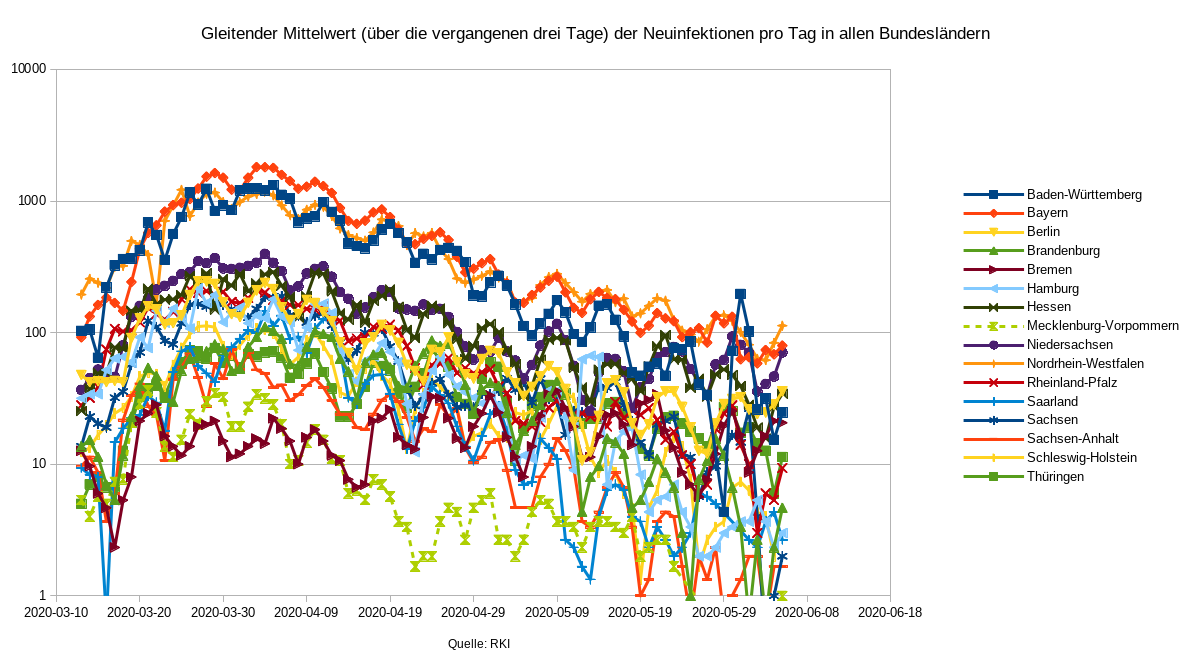 Gleitender Mittelwert (über die vergangenen drei Tage) der Neuinfektionen pro Tag in allen Bundesländern
10000
1000
100
10
1
2020-03-10 2020-03-20 2020-03-30 2020-04-09 2020-04-19 2020-04-29 2020-05-09 2020-05-19 2020-05-29 2020-06-08 2020-06-18
Quelle: RKI
Baden-Württemberg
Bayern
Berlin
Brandenburg
Bremen
Hamburg
Hessen
Mecklenburg-Vorpommern
Niedersachsen
Nordrhein-Westfalen
Rheinland-Pfalz
Saarland
Sachsen
Sachsen-Anhalt
Schleswig-Holstein
Thüringen